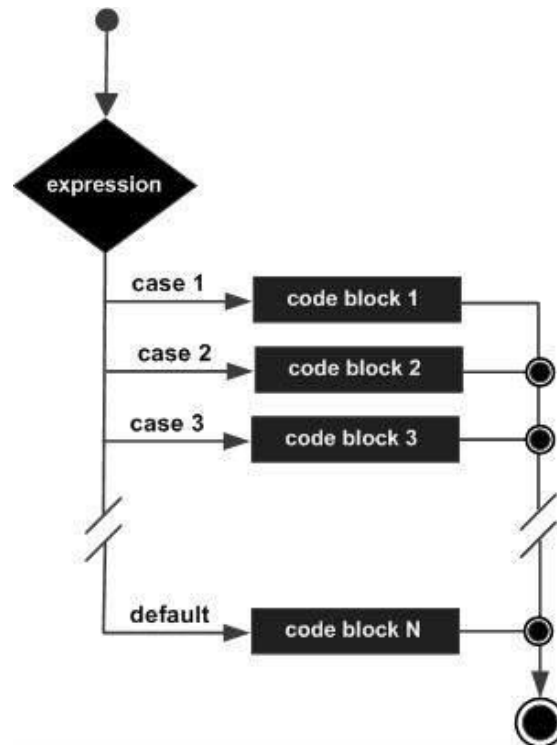 expression
case 1
code block 1
case 2
code block 2
case 3
code block 3
default
code block N